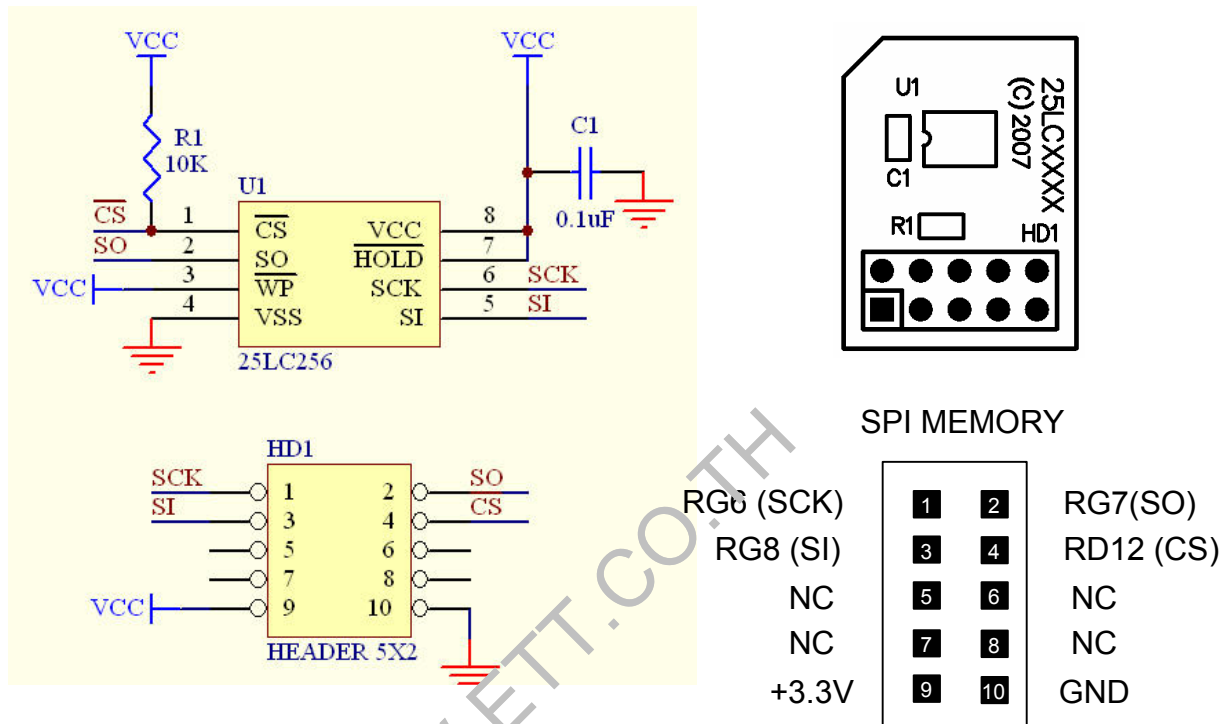 VCC
R1
10K
VCC
C1
0.1uF
U1
CS 1 CS VCC 8
SO 2 SO HOLD 7
VCC 3 WP SCK 6 SCK
4 VSS SI 5 SI
25LC256
U1
C1
R1
HD1
25LCXXXX
(C) 2007
HD1
SCK 1 2 SO
SI 3 4 CS
5 6
7 8
VCC 9 10
HEADER 5X2
SPI MEMORY
RG6 (SCK) 1 2 RG7(SO)
RG8 (SI) 3 4 RD12 (CS)
NC 5 6 NC
NC 7 8 NC
+3.3V 9 10 GND
ETT.CO.TH